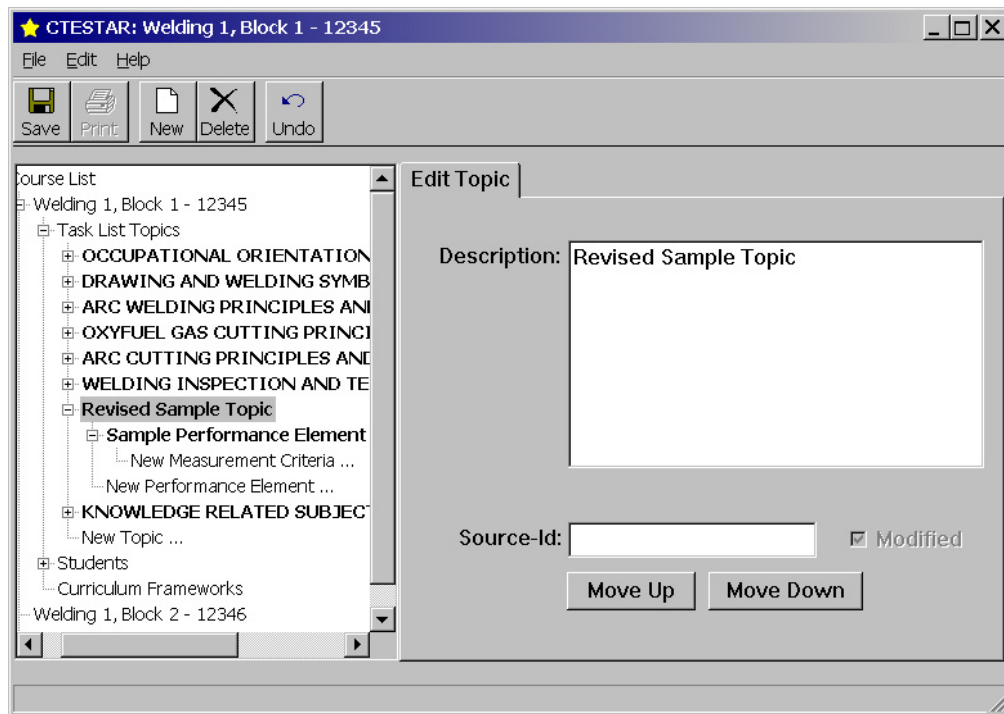 CTESTAR: Welding 1, Block 1 - 12345
File Edit Help
Save Print New Delete Undo
Course List
Welding 1, Block 1 - 12345
Task List Topics
OCCUPATIONAL ORIENTATION
DRAWING AND WELDING SYMB
ARC WELDING PRINCIPLES AN
OXYFUEL GAS CUTTING PRINCI
ARC CUTTING PRINCIPLES AND
WELDING INSPECTION AND TE
Revised Sample Topic
Sample Performance Element
New Measurement Criteria ...
New Performance Element ...
KNOWLEDGE RELATED SUBJEC
New Topic ...
Students
Curriculum Frameworks
Welding 1, Block 2 - 12346
Edit Topic
Description: Revised Sample Topic
Source-Id: Modified
Move Up Move Down